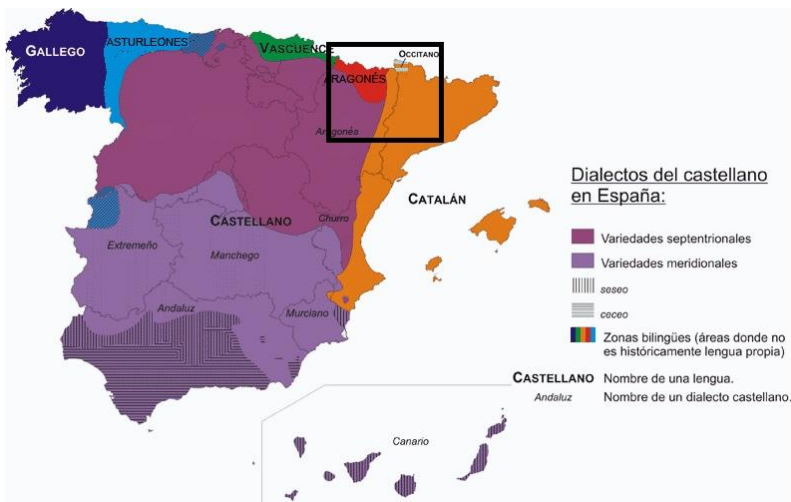 GALLEGO
ASTURLEONES
VASCUENCE
OCCITANO
ARAGONÉS
Aragonés
CATALÁN
CASTELLANO
Churro
Extremeño
Manchego
Andaluz
Murciano
Canario
Dialectos del castellano
en España:
Variedades septentrionales
Variedades meridionales
seseo
ceceo
Zonas bilingües (áreas donde no
es históricamente lengua propia)
CASTELLANO Nombre de una lengua.
Andaluz Nombre de un dialecto castellano.